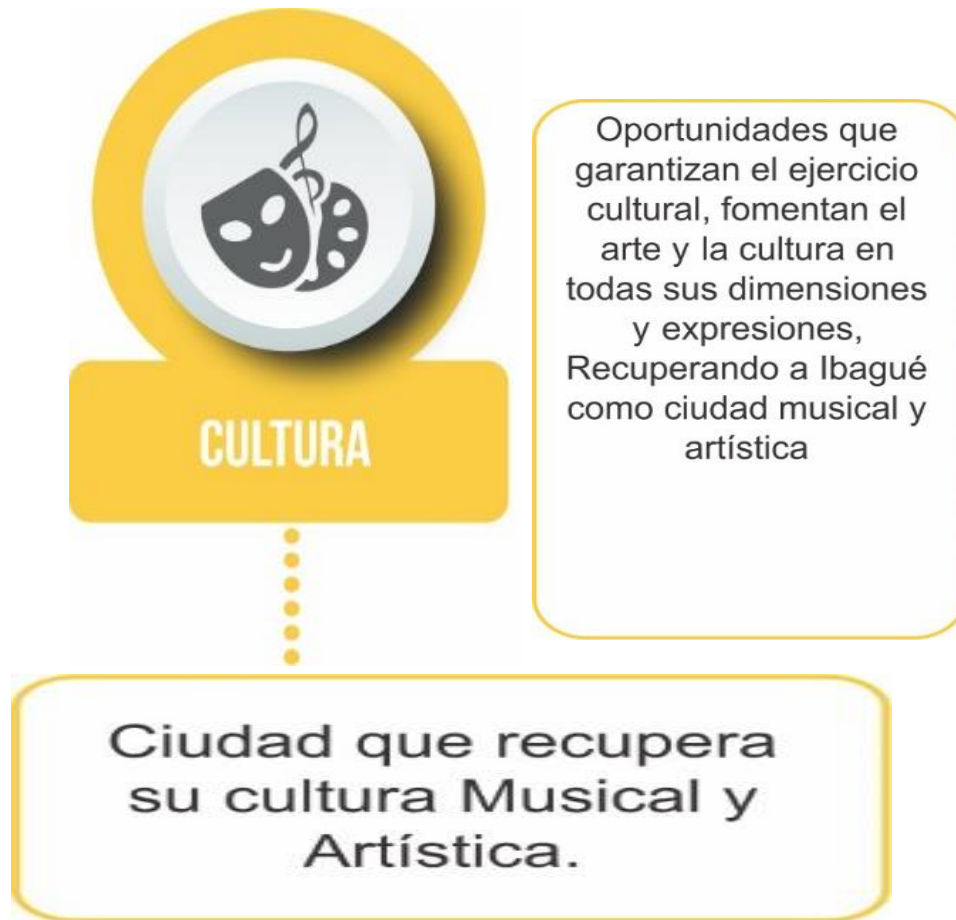 CULTURA
Oportunidades que
garantizan el ejercicio
cultural, fomentan el
arte y la cultura en
todas sus dimensiones
y expresiones,
Recuperando a Ibagué
como ciudad musical y
artística
Ciudad que recupera
su cultura Musical y
Artística.